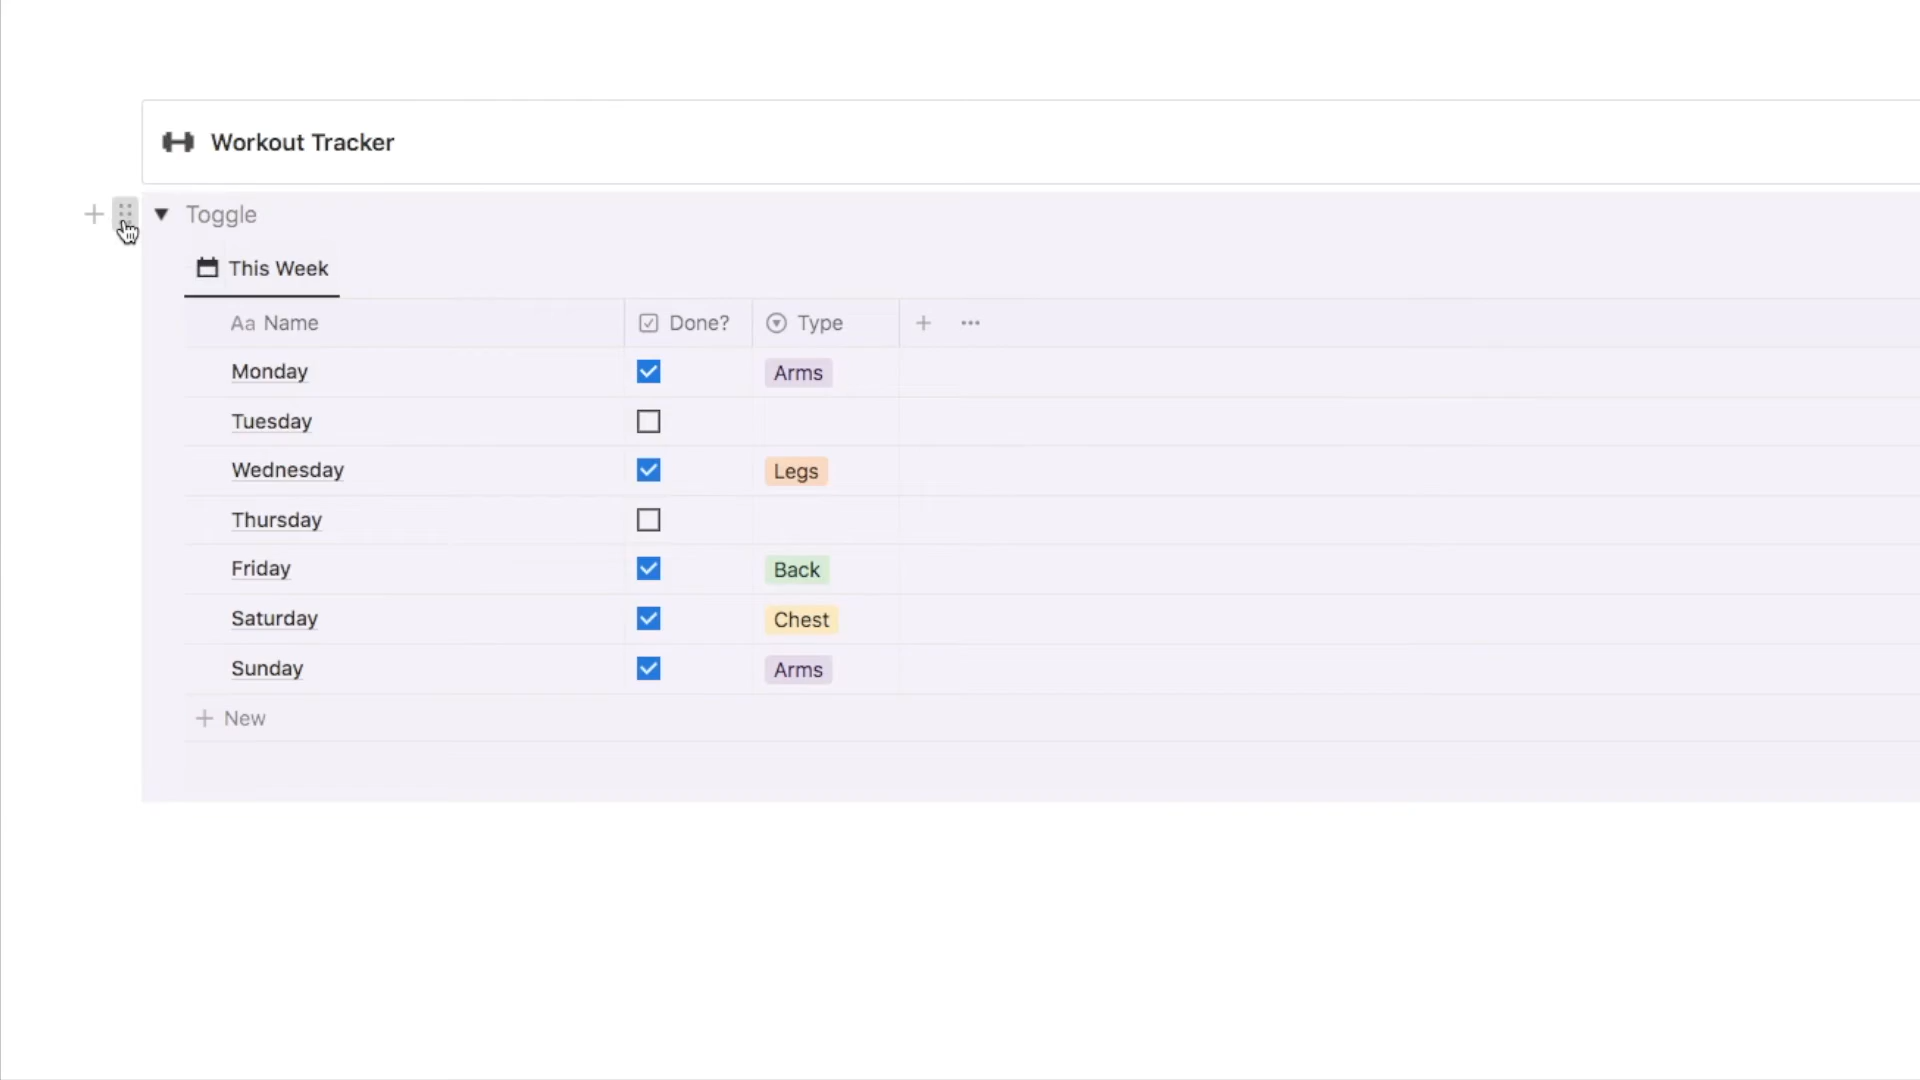 Workout Tracker
Toggle
This Week
Aa Name Done? Type
Monday Arms
Tuesday
Wednesday Legs
Thursday
Friday Back
Saturday Chest
Sunday Arms
New